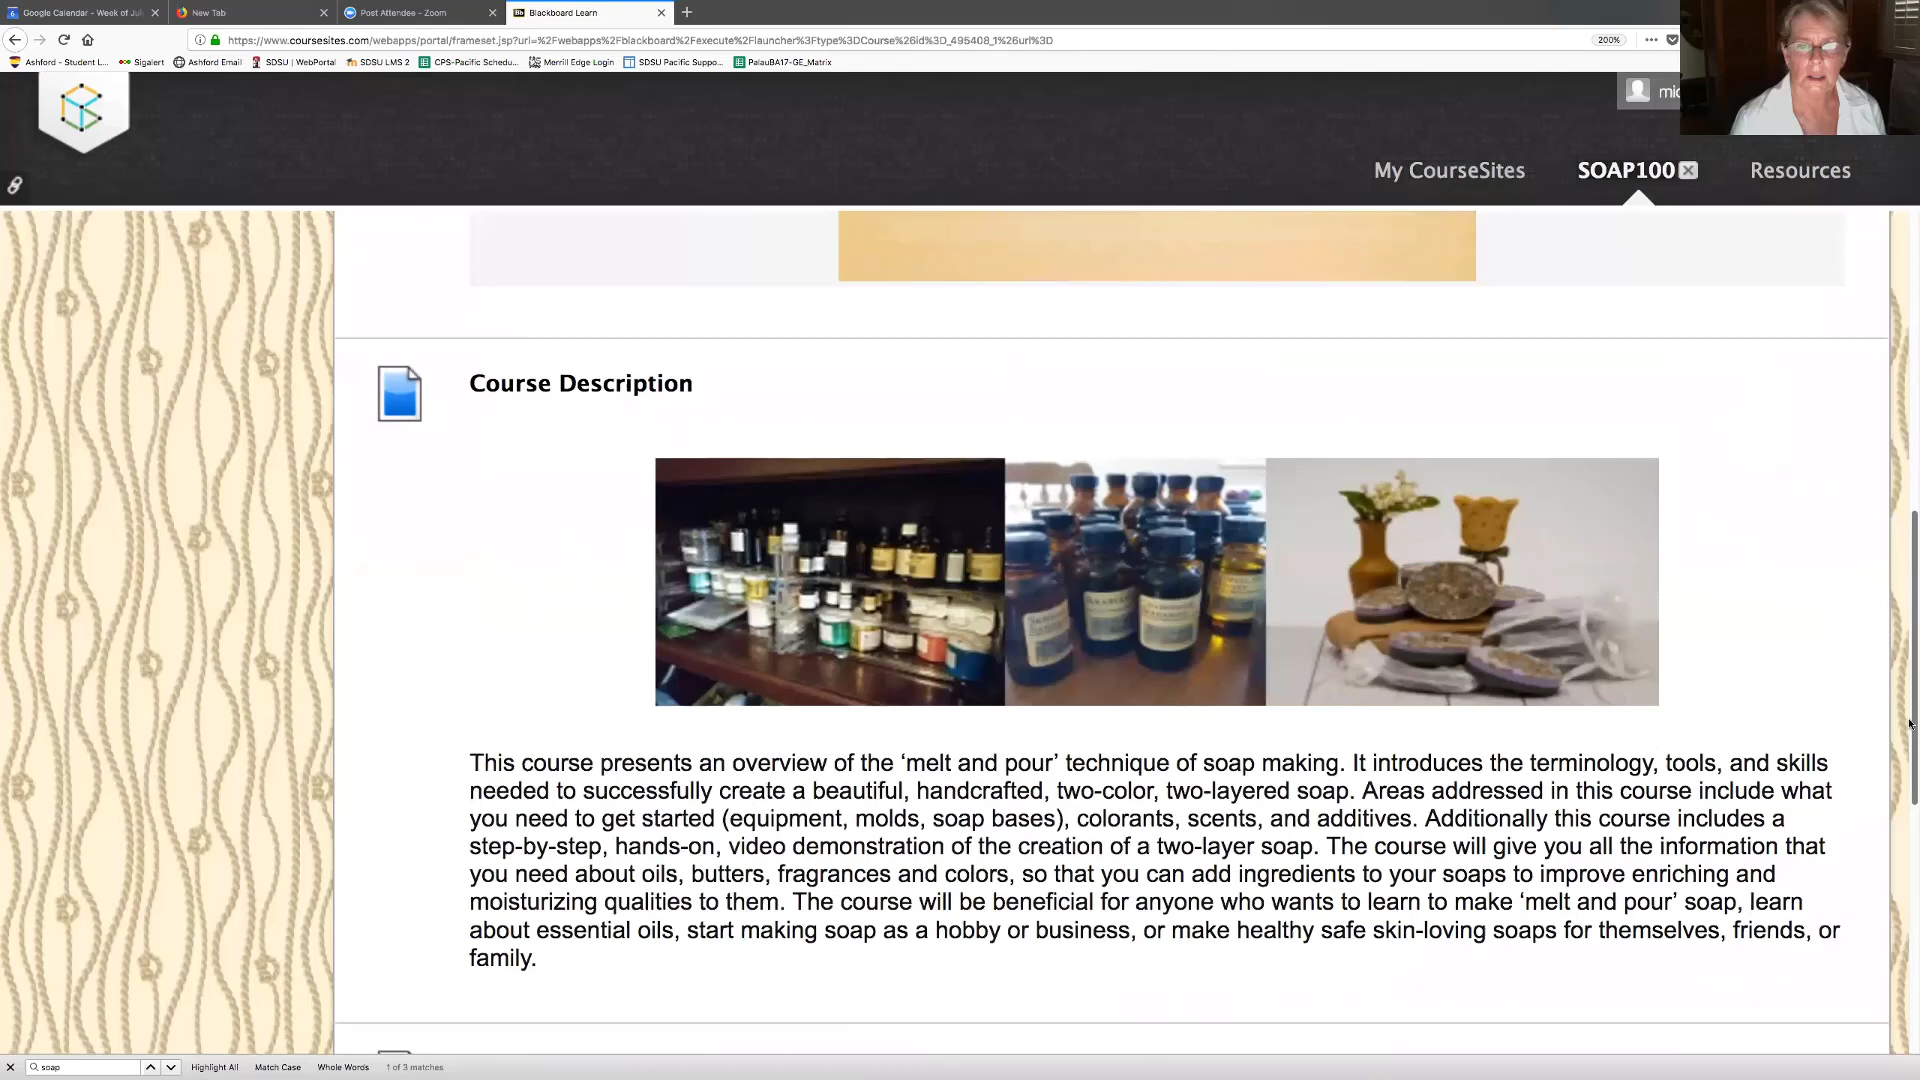 Google Calendar - Week of Jul
New Tab
Post Attendee - Zoom
Bb Blackboard Learn
https://www.coursesites.com/webapps/portal/frameset.jsp?url=%2Fwebapps%2Fblackboard%2Fexecute%2Flauncher%3Ftype%3DCourse%26id%3D_495408_1%26url%3D
200%
Ashford - Student L...
Sigalert
Ashford Email
SDSU | WebPortal
SDSU LMS 2
CPS-Pacific Schedu...
Merrill Edge Login
SDSU Pacific Suppo...
PalauBA17-GE_Matrix
mic
My CourseSites
SOAP100
Resources
Course Description
This course presents an overview of the ‘melt and pour’ technique of soap making. It introduces the terminology, tools, and skills
needed to successfully create a beautiful, handcrafted, two-color, two-layered soap. Areas addressed in this course include what
you need to get started (equipment, molds, soap bases), colorants, scents, and additives. Additionally this course includes a
step-by-step, hands-on, video demonstration of the creation of a two-layer soap. The course will give you all the information that
you need about oils, butters, fragrances and colors, so that you can add ingredients to your soaps to improve enriching and
moisturizing qualities to them. The course will be beneficial for anyone who wants to learn to make ‘melt and pour’ soap, learn
about essential oils, start making soap as a hobby or business, or make healthy safe skin-loving soaps for themselves, friends, or
family.
soap
Highlight All
Match Case
Whole Words
1 of 3 matches